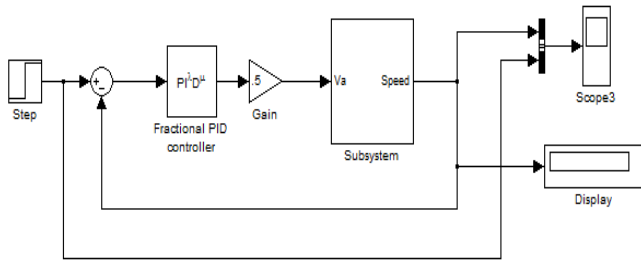 Step
+
−
PI^λD^μ
Fractional PID
controller
.5
Gain
Va
Speed
Subsystem
Scope3
Display